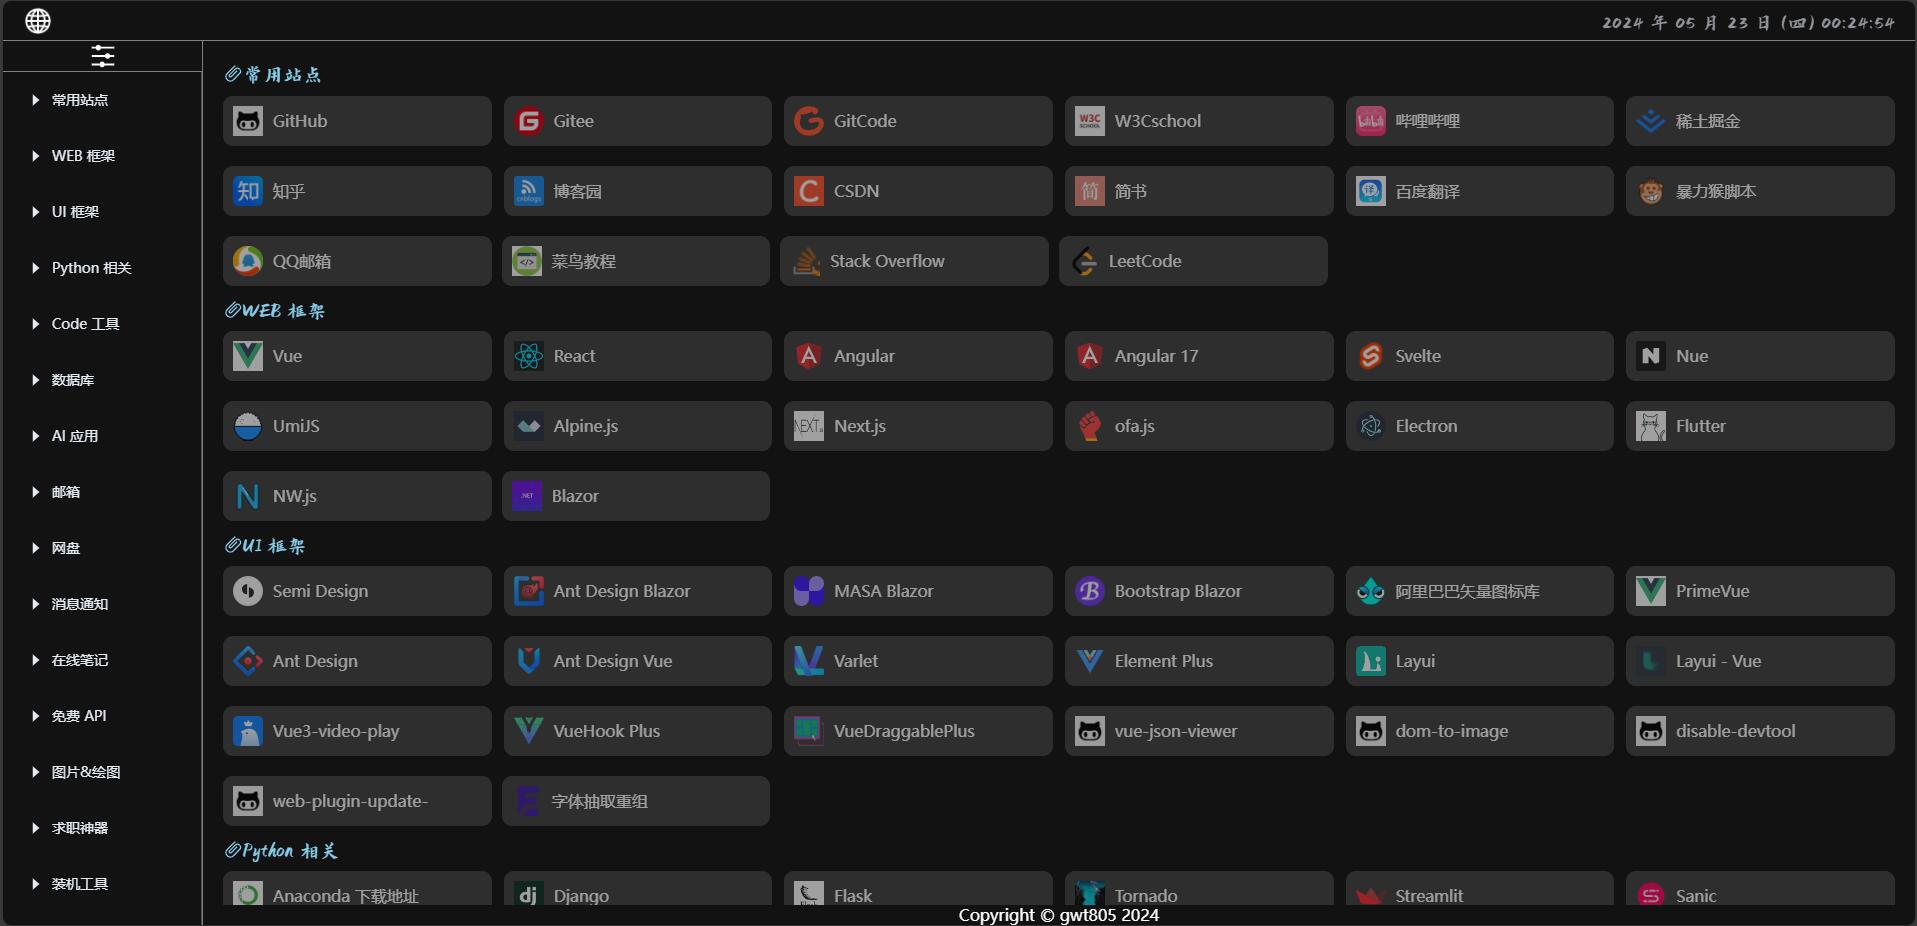 2024 年 05 月 23 日 (四) 00:24:54
常用站点
WEB 框架
UI 框架
Python 相关
Code 工具
数据库
AI 应用
邮箱
网盘
消息通知
在线笔记
免费 API
图片&绘图
求职神器
装机工具
常用站点
GitHub Gitee GitCode W3Cschool 哔哩哔哩 稀土掘金
知乎 博客园 CSDN 简书 百度翻译 暴力猴脚本
QQ邮箱 菜鸟教程 Stack Overflow LeetCode
WEB 框架
Vue React Angular Angular 17 Svelte Nue
UmiJS Alpine.js Next.js ofa.js Electron Flutter
NW.js Blazor
UI 框架
Semi Design Ant Design Blazor MASA Blazor Bootstrap Blazor 阿里巴巴矢量图标库 PrimeVue
Ant Design Ant Design Vue Varlet Element Plus Layui Layui - Vue
Vue3-video-play VueHook Plus VueDraggablePlus vue-json-viewer dom-to-image disable-devtool
web-plugin-update- 字体抽取重组
Python 相关
Anaconda 下载地址 Django Flask Tornado Streamlit Sanic
Copyright © gwt805 2024